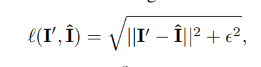 ℓ(I′, Î) = √||I′ − Î||² + ϵ²,